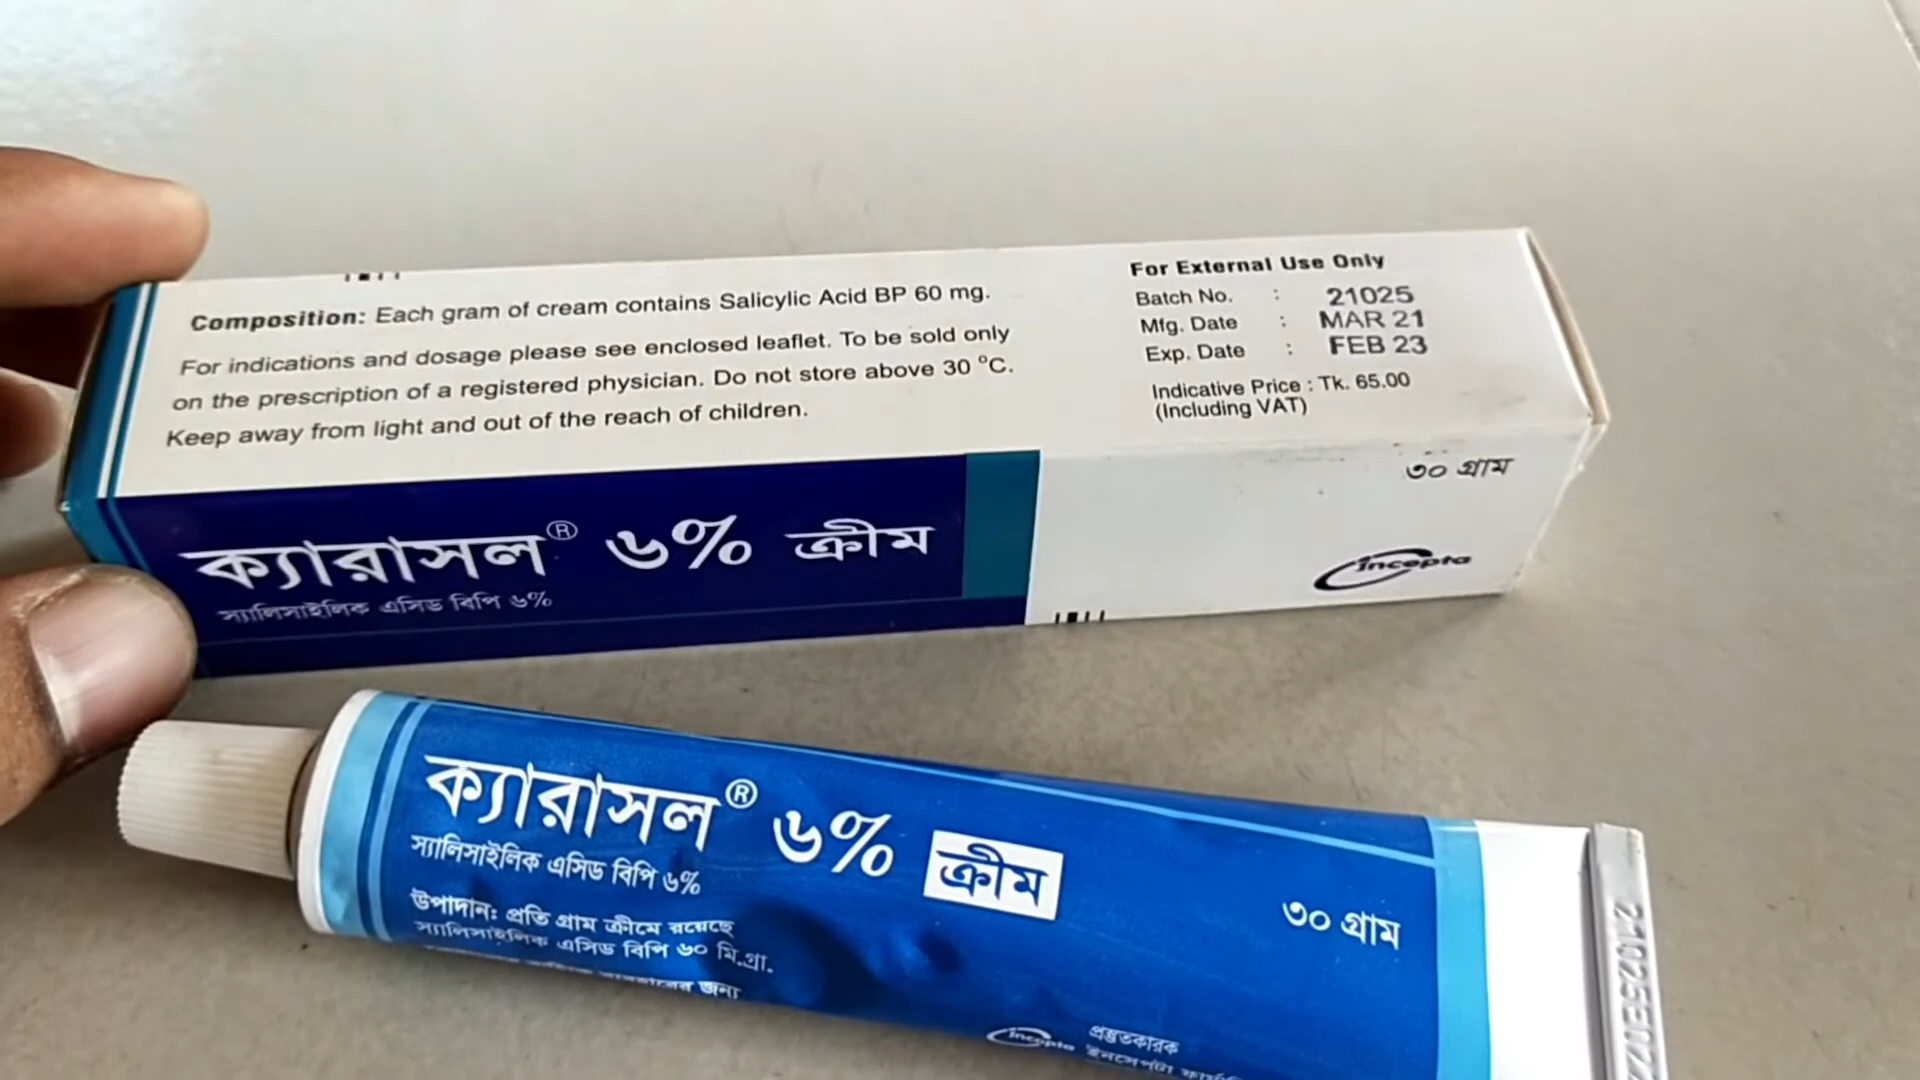 Composition: Each gram of cream contains Salicylic Acid BP 60 mg.
For indications and dosage please see enclosed leaflet. To be sold only
on the prescription of a registered physician. Do not store above 30 °C.
Keep away from light and out of the reach of children.
For External Use Only
Batch No. : 21025
Mfg. Date : MAR 21
Exp. Date : FEB 23
Indicative Price : Tk. 65.00
(Including VAT)
ক্যারাসল® ৬% ক্রীম
স্যালিসাইলিক এসিড বিপি ৬%
৩০ গ্রাম
Incepta
ক্যারাসল® ৬% ক্রীম
স্যালিসাইলিক এসিড বিপি ৬%
উপাদান: প্রতি গ্রাম ক্রীমে রয়েছে
স্যালিসাইলিক এসিড বিপি ৬০ মি.গ্রা.
জন্য
৩০ গ্রাম
Incepta
প্রস্তুতকারক
ইনসেপ্টা